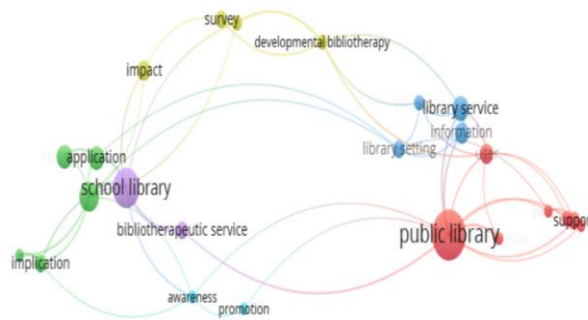 survey
developmental bibliotherapy
impact
library service
information
library setting
application
school library
bibliotherapeutic service
public library
support
implication
awareness
promotion